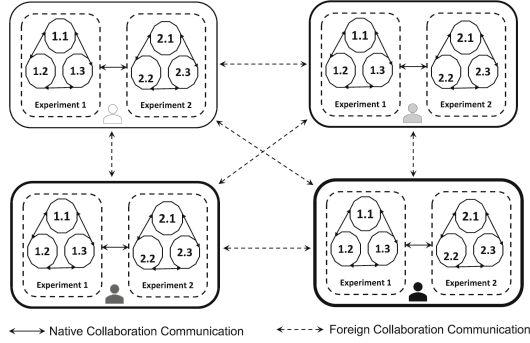 1.1
2.1
1.2
1.3
2.2
2.3
Experiment 1
Experiment 2
1.1
2.1
1.2
1.3
2.2
2.3
Experiment 1
Experiment 2
1.1
2.1
1.2
1.3
2.2
2.3
Experiment 1
Experiment 2
1.1
2.1
1.2
1.3
2.2
2.3
Experiment 1
Experiment 2
Native Collaboration Communication
Foreign Collaboration Communication